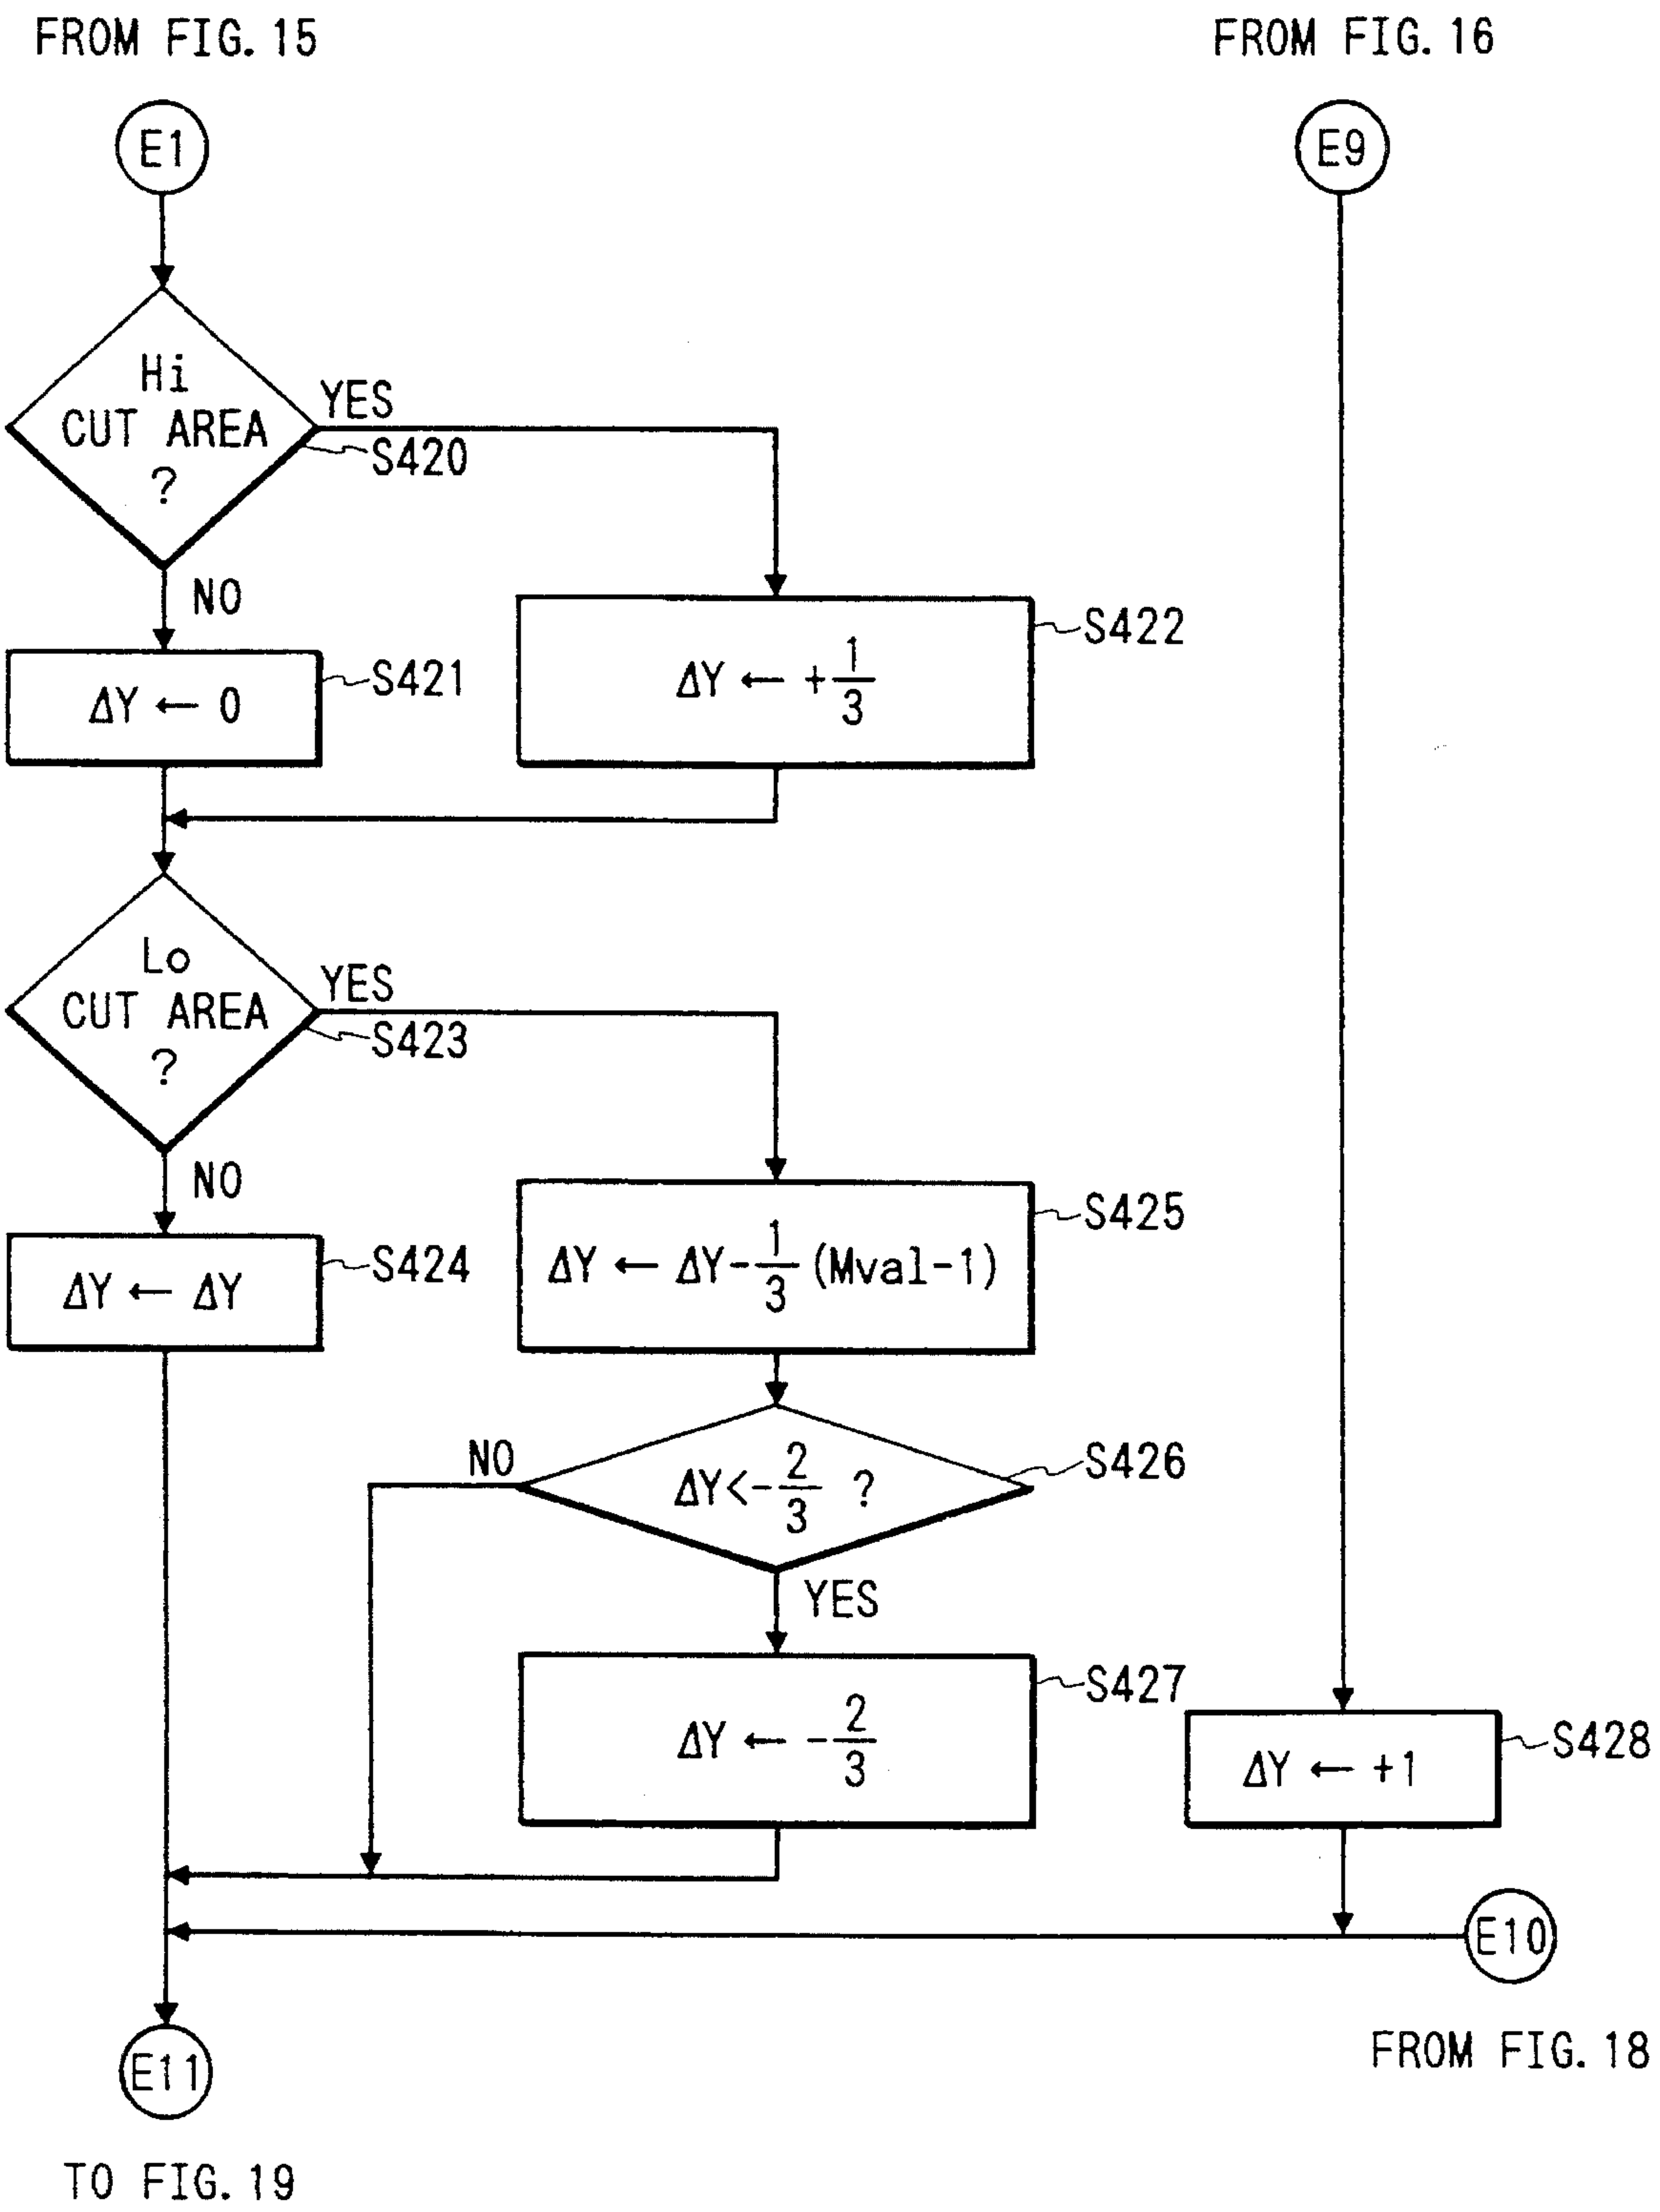 FROM FIG. 15
FROM FIG. 16
E1
E9
Hi
CUT AREA
?
YES
S420
NO
S421
ΔY ← 0
S422
ΔY ← +1/3
Lo
CUT AREA
?
YES
S423
NO
S424
ΔY ← ΔY
S425
ΔY ← ΔY-1/3 (Mval-1)
S426
ΔY<-2/3 ?
NO
YES
S427
ΔY ← -2/3
S428
ΔY ← +1
E10
FROM FIG. 18
E11
TO FIG. 19